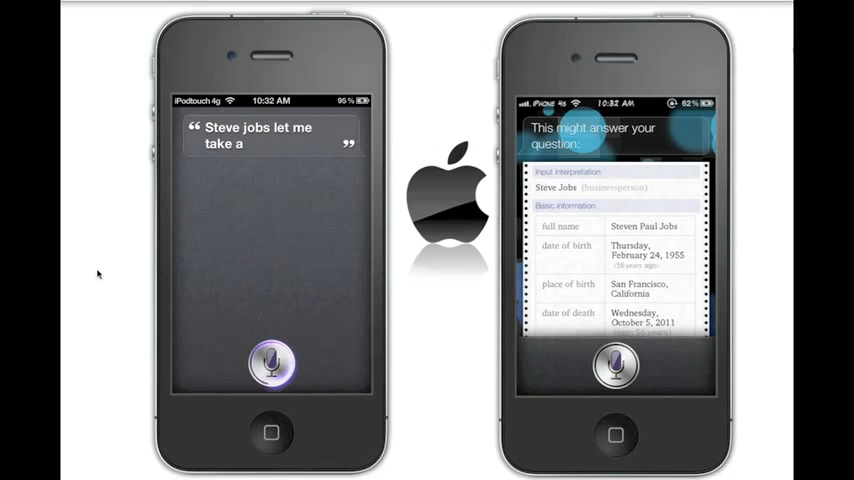 iPodtouch 4g 10:32 AM 95%
“ Steve jobs let me
take a ”
iPhone 4s 10:32 AM 62%
This might answer your
question:
Input interpretation
Steve Jobs (businessperson)
Basic information
full name Steven Paul Jobs
date of birth Thursday,
February 24, 1955
(56 years ago)
place of birth San Francisco,
California
date of death Wednesday,
October 5, 2011
(age: 56 years)